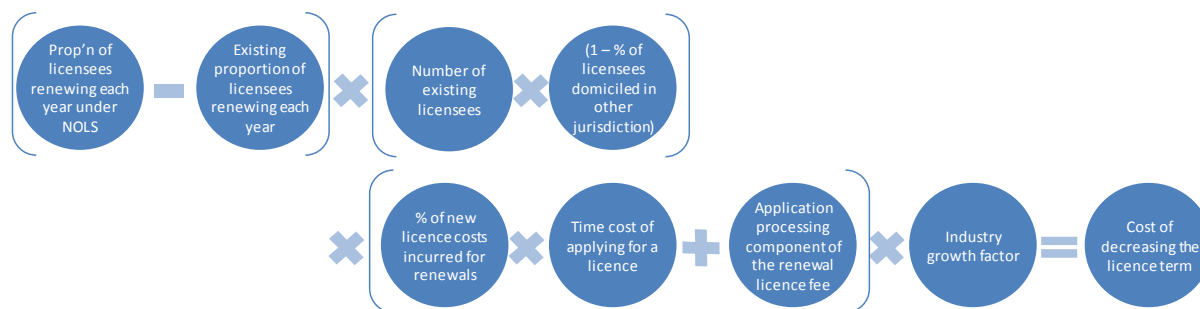 Prop'n of
licensees
renewing each
year under
NOLS
Existing
proportion of
licensees
renewing each
year
Number of
existing
licensees
(1 – % of
licensees
domiciled in
other
jurisdiction)
% of new
licence costs
incurred for
renewals
Time cost of
applying for a
licence
Application
processing
component of
the renewal
licence fee
Industry
growth factor
Cost of
decreasing the
licence term